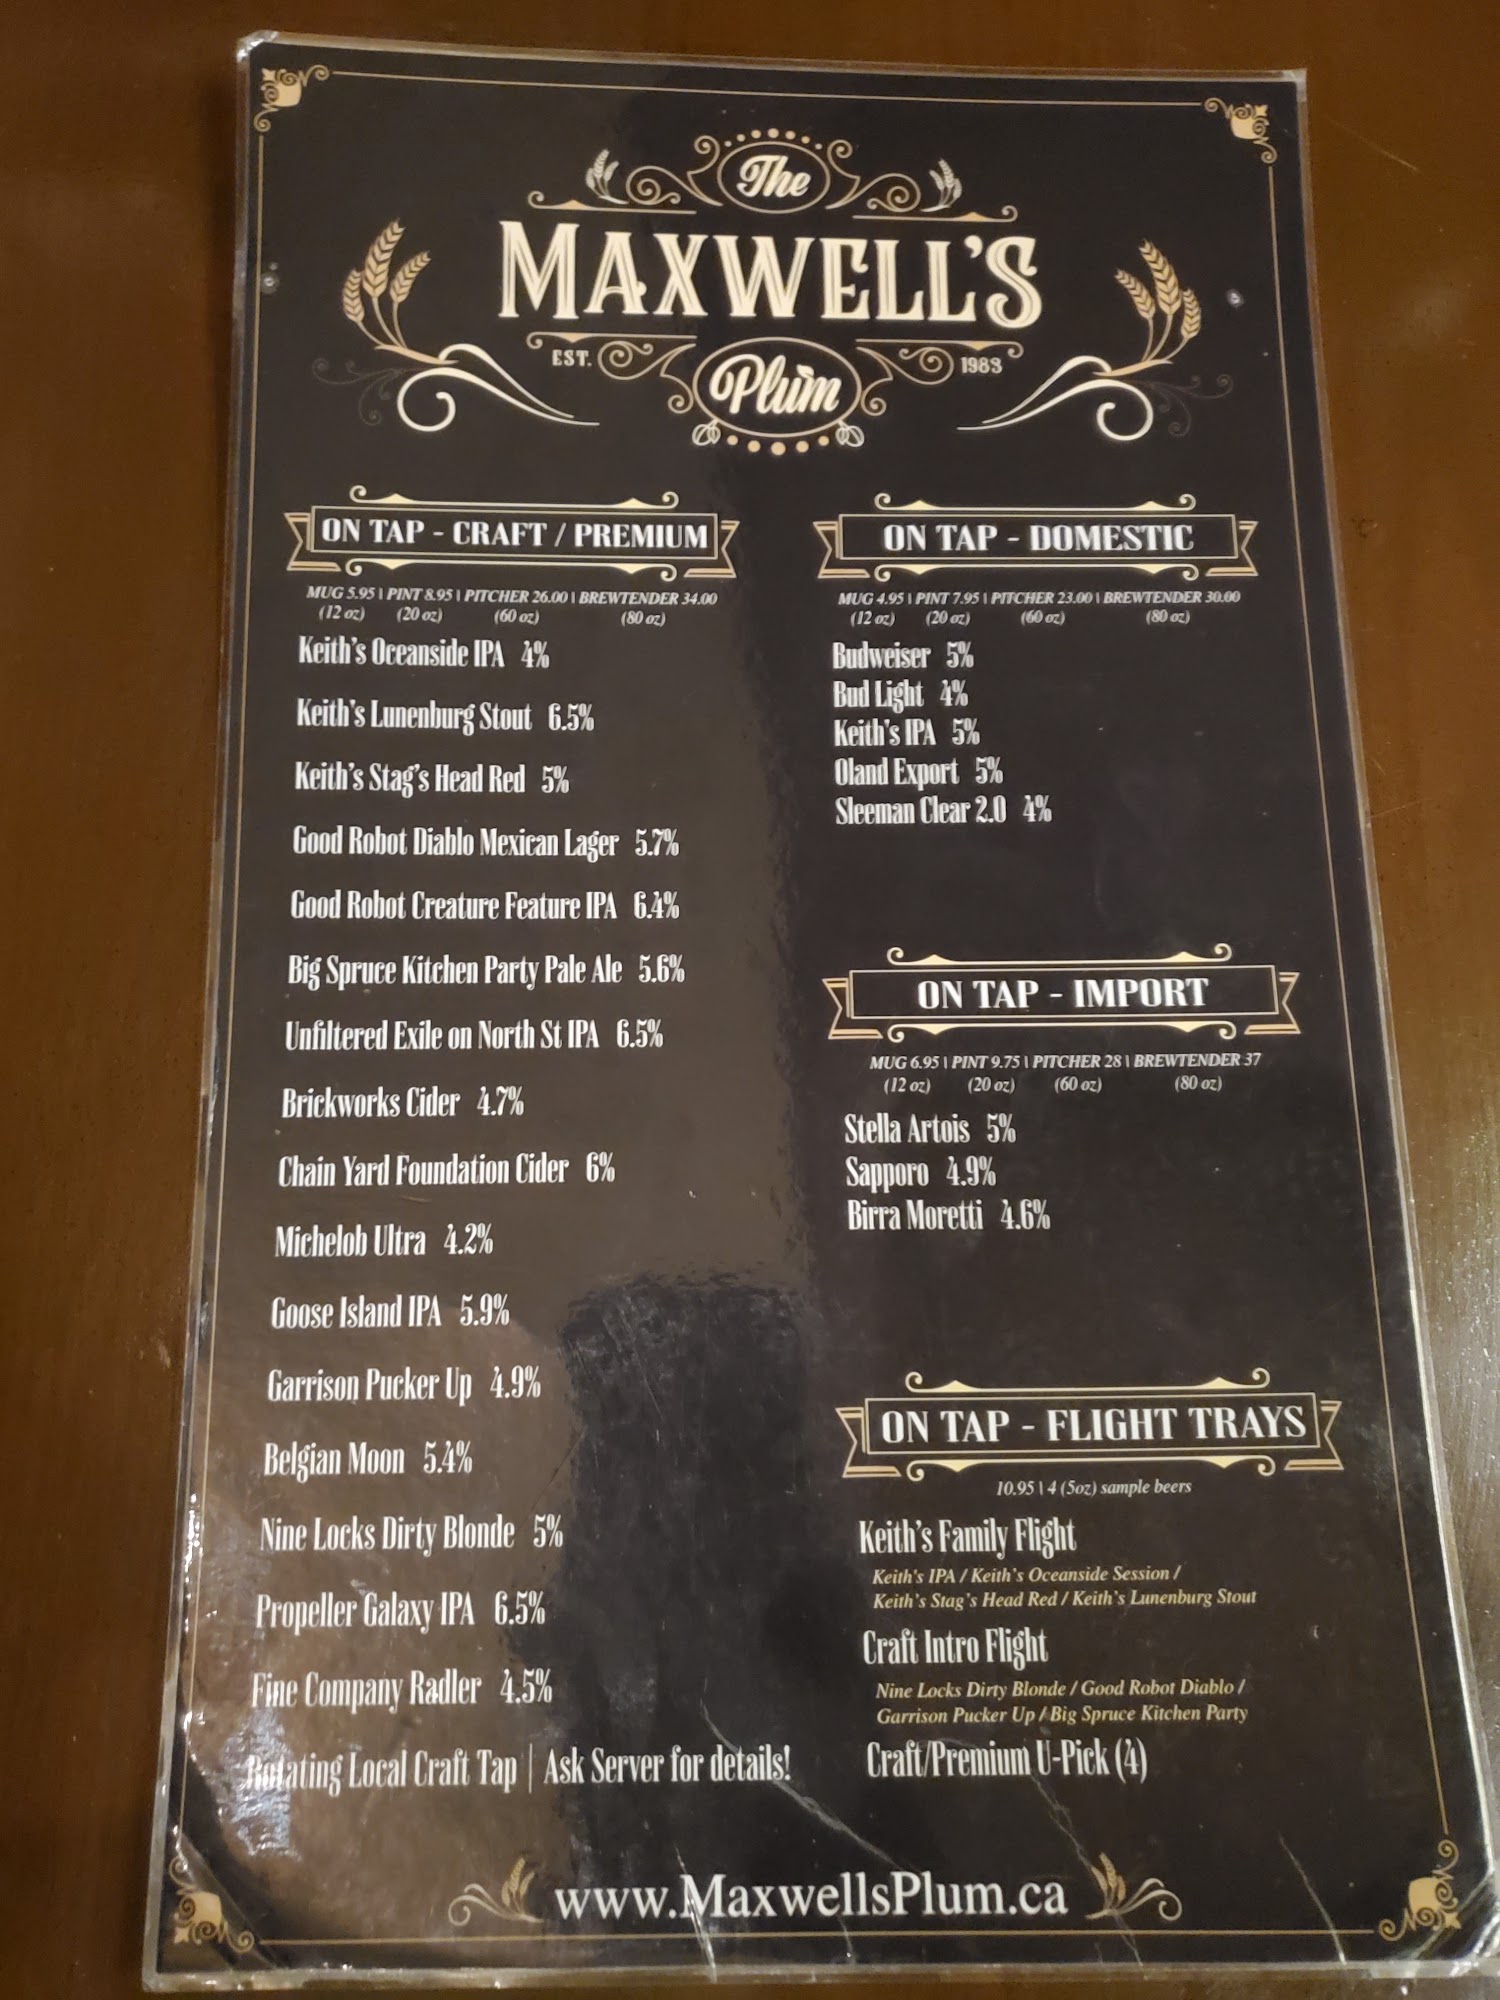 The
MAXWELL'S
EST. 1983
Plum
ON TAP - CRAFT / PREMIUM
MUG 5.95 | PINT 8.95 | PITCHER 26.00 | BREWTENDER 34.00
(12 oz) (20 oz) (60 oz) (80 oz)
Keith's Oceanside IPA 4%
Keith's Lunenburg Stout 6.5%
Keith's Stag's Head Red 5%
Good Robot Diablo Mexican Lager 5.7%
Good Robot Creature Feature IPA 6.4%
Big Spruce Kitchen Party Pale Ale 5.6%
Unfiltered Exile on North St IPA 6.5%
Brickworks Cider 4.7%
Chain Yard Foundation Cider 6%
Michelob Ultra 4.2%
Goose Island IPA 5.9%
Garrison Pucker Up 4.9%
Belgian Moon 5.4%
Nine Locks Dirty Blonde 5%
Propeller Galaxy IPA 6.5%
Fine Company Radler 4.5%
Rotating Local Craft Tap | Ask Server for details!
ON TAP - DOMESTIC
MUG 4.95 | PINT 7.95 | PITCHER 23.00 | BREWTENDER 30.00
(12 oz) (20 oz) (60 oz) (80 oz)
Budweiser 5%
Bud Light 4%
Keith's IPA 5%
Oland Export 5%
Sleeman Clear 2.0 4%
ON TAP - IMPORT
MUG 6.95 | PINT 9.75 | PITCHER 28 | BREWTENDER 37
(12 oz) (20 oz) (60 oz) (80 oz)
Stella Artois 5%
Sapporo 4.9%
Birra Moretti 4.6%
ON TAP - FLIGHT TRAYS
10.95 | 4 (5oz) sample beers
Keith's Family Flight
Keith's IPA / Keith's Oceanside Session /
Keith's Stag's Head Red / Keith's Lunenburg Stout
Craft Intro Flight
Nine Locks Dirty Blonde / Good Robot Diablo /
Garrison Pucker Up / Big Spruce Kitchen Party
Craft/Premium U-Pick (4)
www.MaxwellsPlum.ca